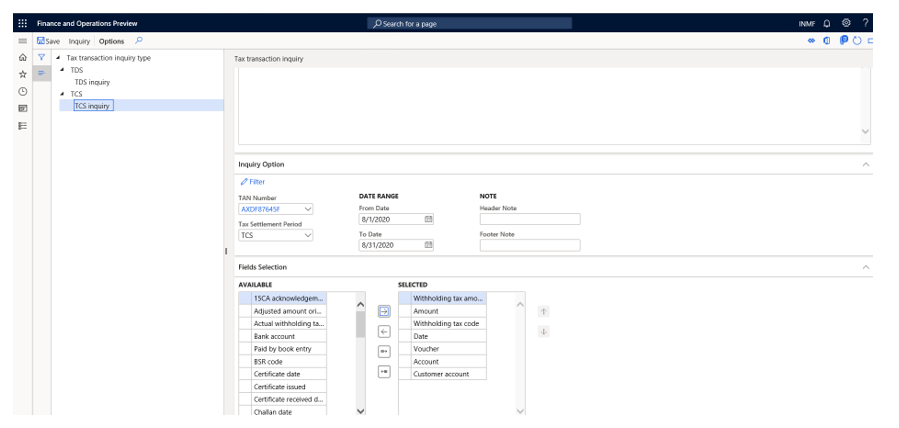 Finance and Operations Preview
Search for a page
INMF
?
Save Inquiry Options
Tax transaction inquiry type
TDS
TDS inquiry
TCS
TCS inquiry
Tax transaction inquiry
Inquiry Option
Filter
TAN Number
AXDF87645F
Tax Settlement Period
TCS
DATE RANGE
From Date
8/1/2020
To Date
8/31/2020
NOTE
Header Note
Footer Note
Fields Selection
AVAILABLE
15CA acknowledgem...
Adjusted amount ori...
Actual withholding ta...
Bank account
Paid by book entry
BSR code
Certificate date
Certificate issued
Certificate received d...
Challan date
SELECTED
Withholding tax amo...
Amount
Withholding tax code
Date
Voucher
Account
Customer account